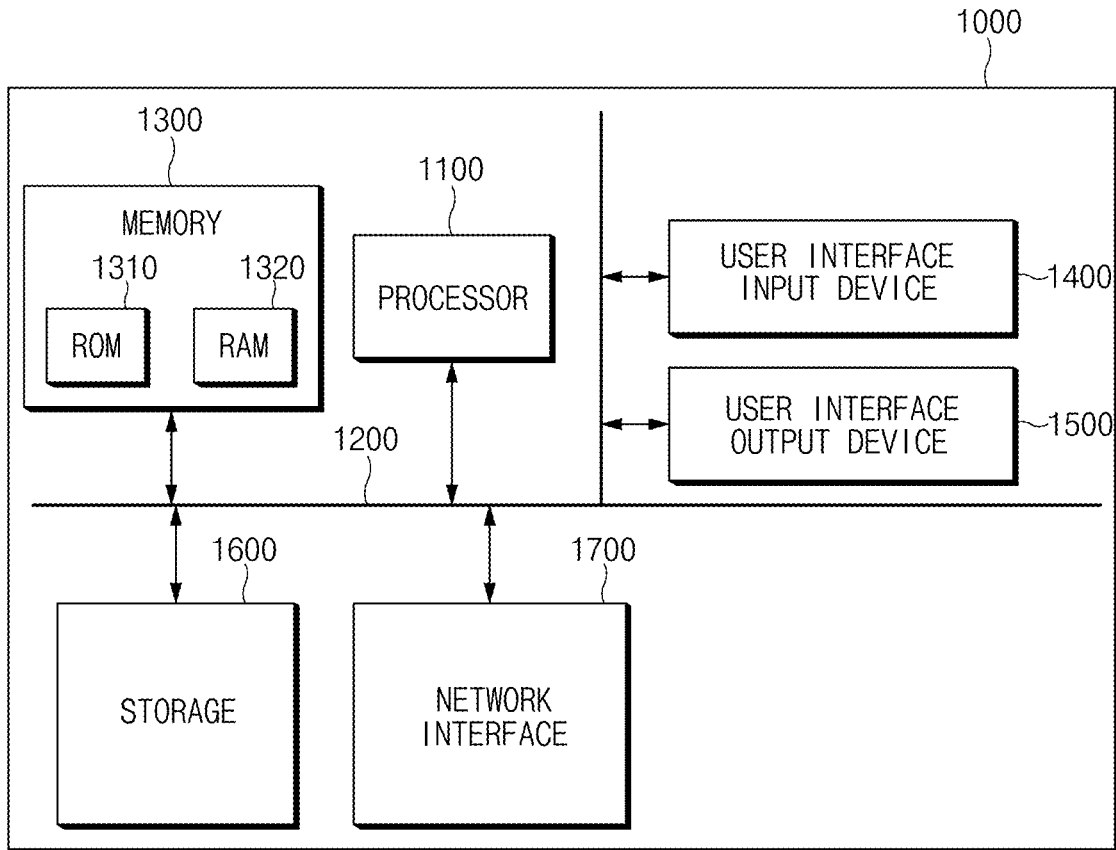 1000
1300
1100
MEMORY
1310
1320
PROCESSOR
ROM
RAM
USER INTERFACE
INPUT DEVICE
1400
USER INTERFACE
OUTPUT DEVICE
1500
1200
1600
1700
STORAGE
NETWORK
INTERFACE